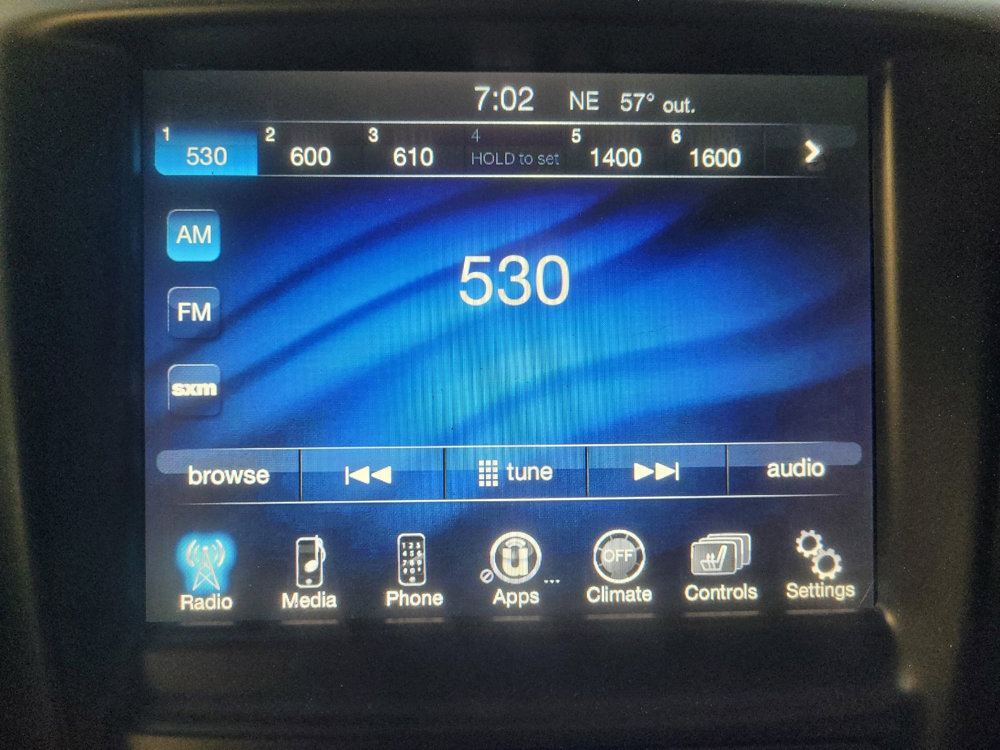 7:02 NE 57° out.
1 530 2 600 3 610 4 HOLD to set 5 1400 6 1600
AM
530
FM
sxm
browse tune audio
OFF
Radio Media Phone Apps Climate Controls Settings